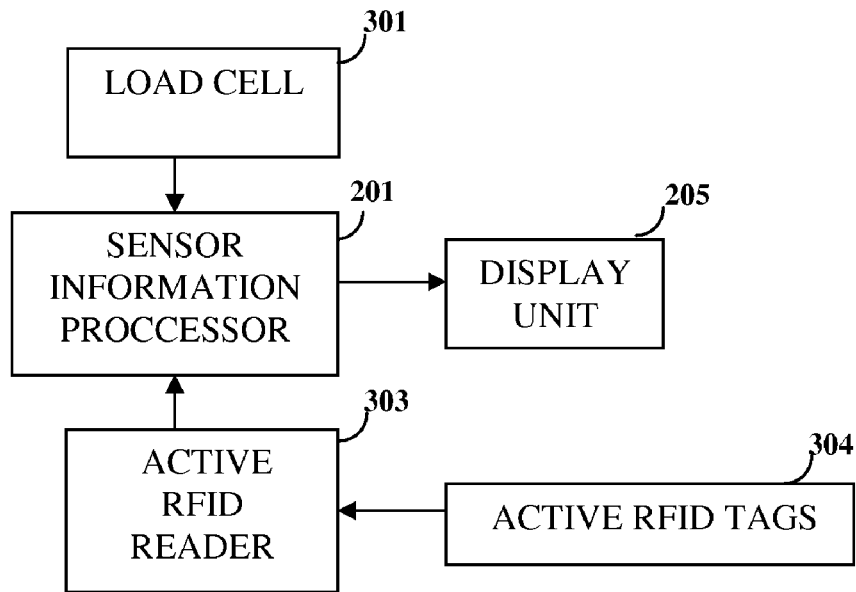 301
LOAD CELL
201
SENSOR
INFORMATION
PROCCESSOR
205
DISPLAY
UNIT
303
ACTIVE
RFID
READER
304
ACTIVE RFID TAGS